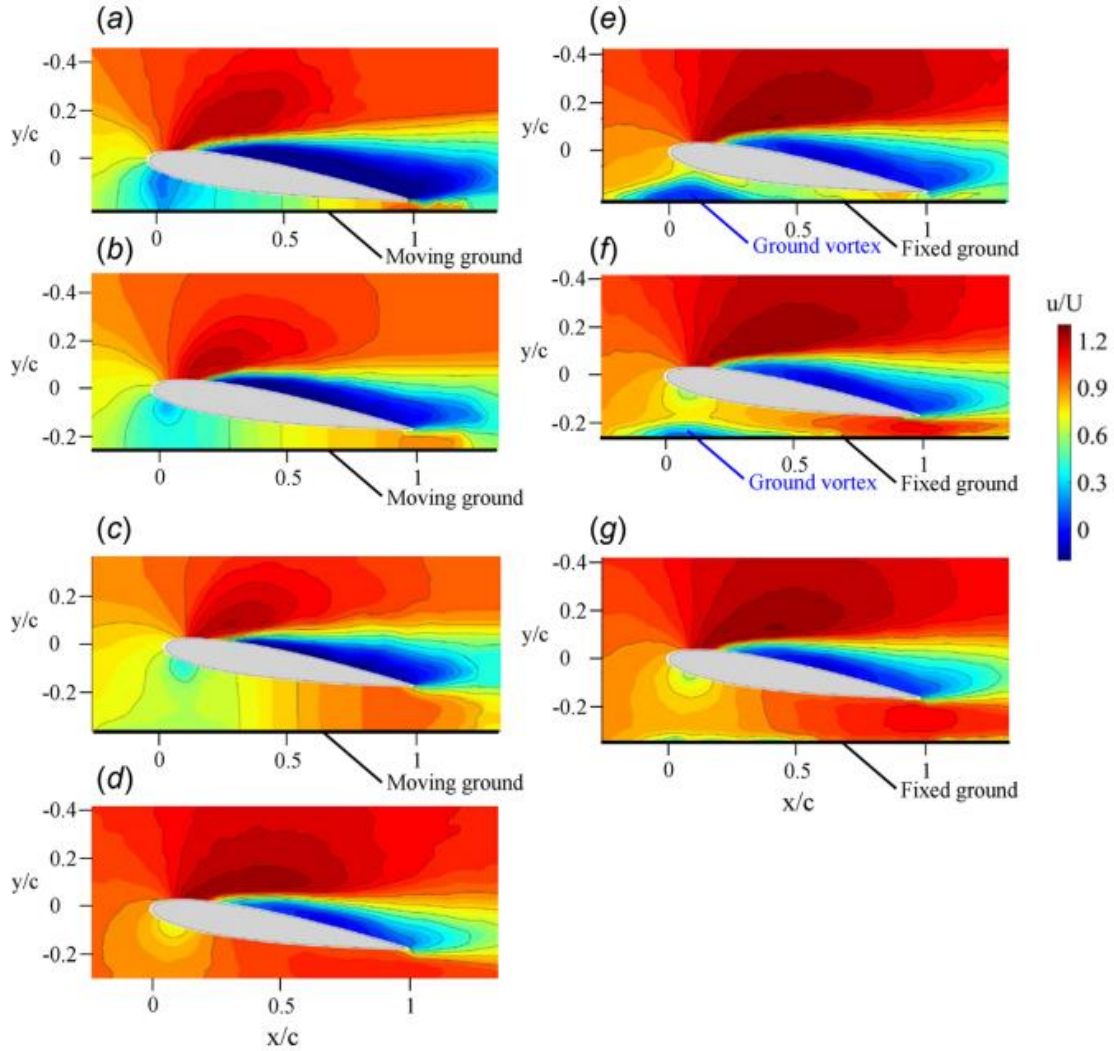 (a)
-0.4
0.2
y/c
0
0
0.5
1
Moving ground
(b)
-0.4
0.2
y/c
0
-0.2
0
0.5
1
Moving ground
(c)
0.2
y/c
0
-0.2
0
0.5
1
Moving ground
(d)
-0.4
0.2
y/c
0
-0.2
0
0.5
1
x/c
(e)
-0.4
0.2
y/c
0
0
0.5
1
Ground vortex
Fixed ground
(f)
-0.4
0.2
y/c
0
-0.2
0
0.5
1
Ground vortex
Fixed ground
(g)
-0.4
0.2
y/c
0
-0.2
0
0.5
1
Fixed ground
x/c
u/U
1.2
0.9
0.6
0.3
0